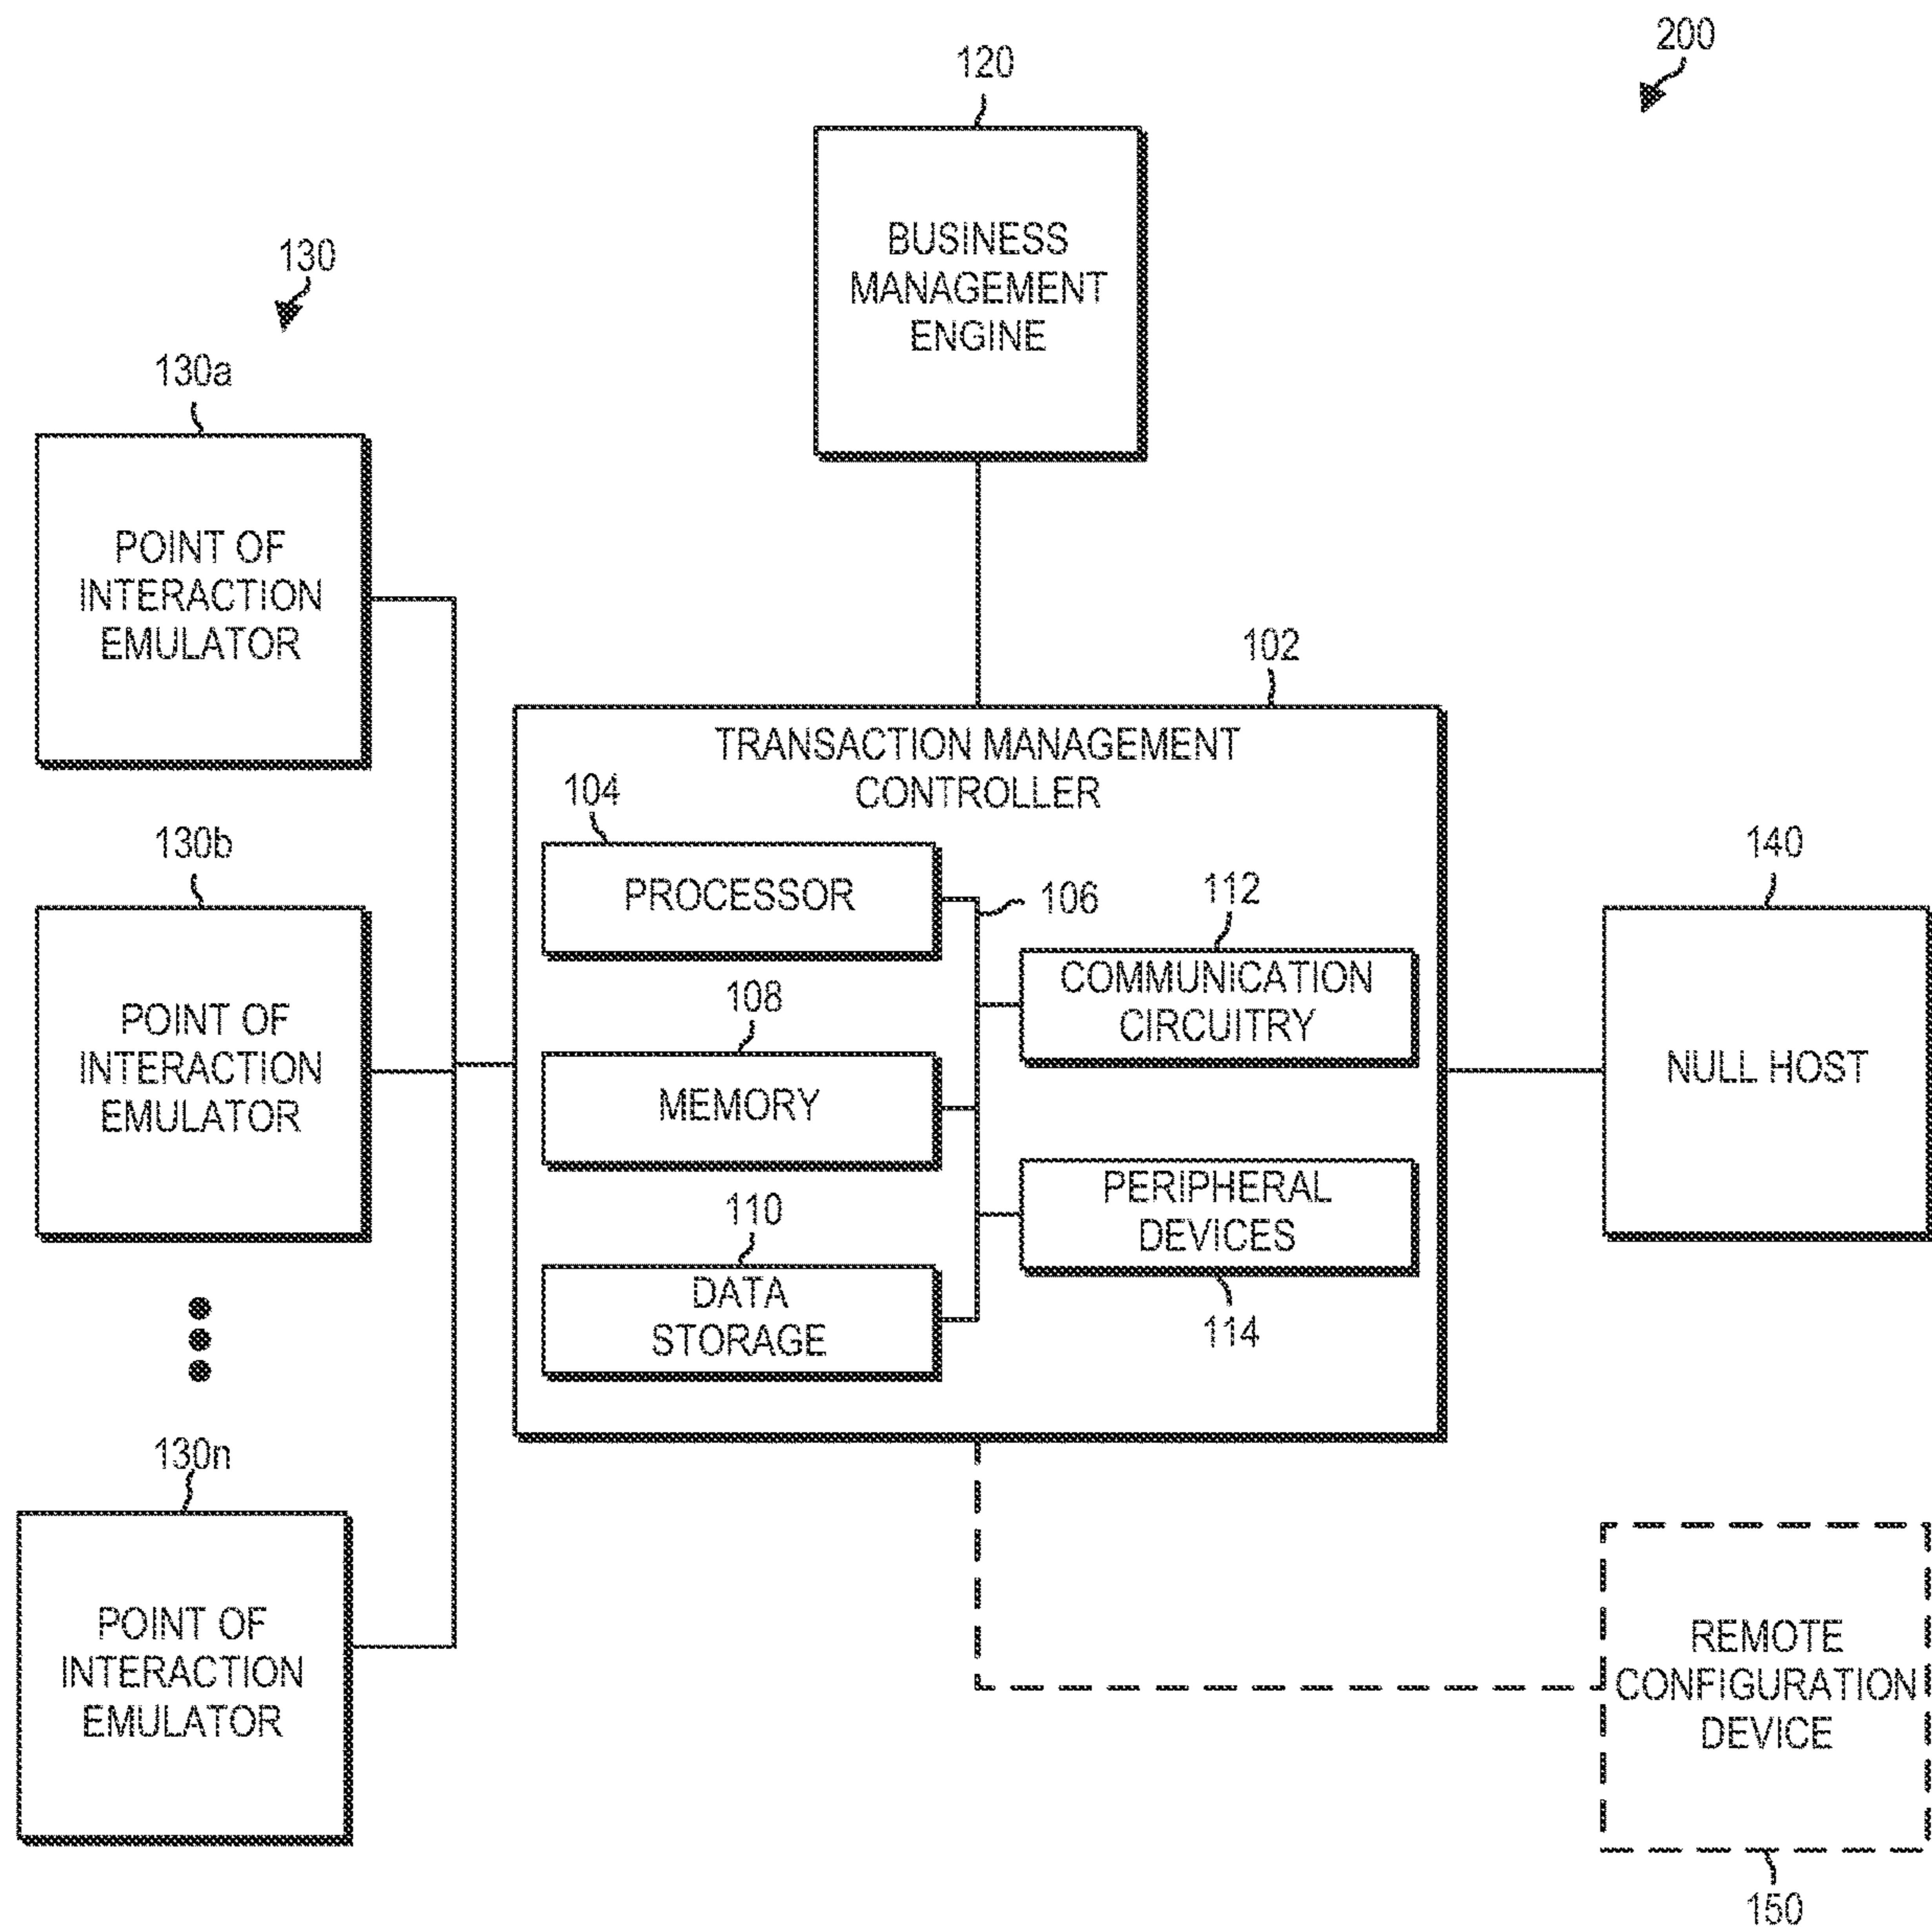 200
120
BUSINESS
MANAGEMENT
ENGINE
130
130a
POINT OF
INTERACTION
EMULATOR
130b
POINT OF
INTERACTION
EMULATOR
130n
POINT OF
INTERACTION
EMULATOR
102
TRANSACTION MANAGEMENT
CONTROLLER
104
PROCESSOR
106
108
MEMORY
110
DATA
STORAGE
112
COMMUNICATION
CIRCUITRY
PERIPHERAL
DEVICES
114
140
NULL HOST
REMOTE
CONFIGURATION
DEVICE
150